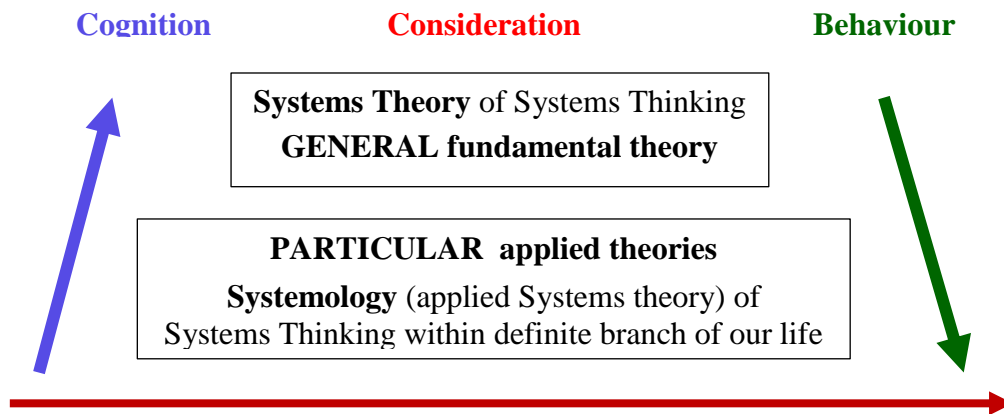 Cognition Consideration Behaviour
Systems Theory of Systems Thinking
GENERAL fundamental theory
PARTICULAR applied theories
Systemology (applied Systems theory) of
Systems Thinking within definite branch of our life